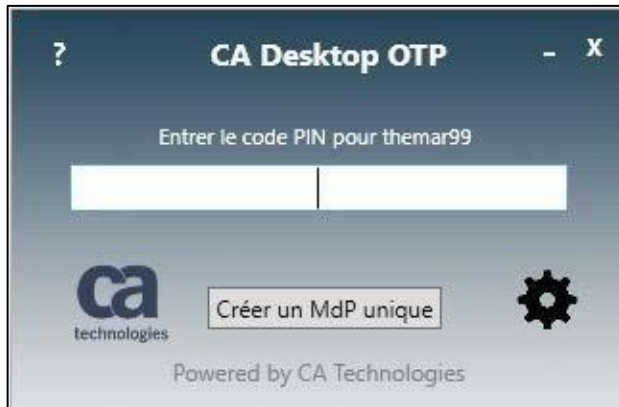 ? CA Desktop OTP - X
Entrer le code PIN pour themar99
ca
technologies
Créer un MdP unique
Powered by CA Technologies